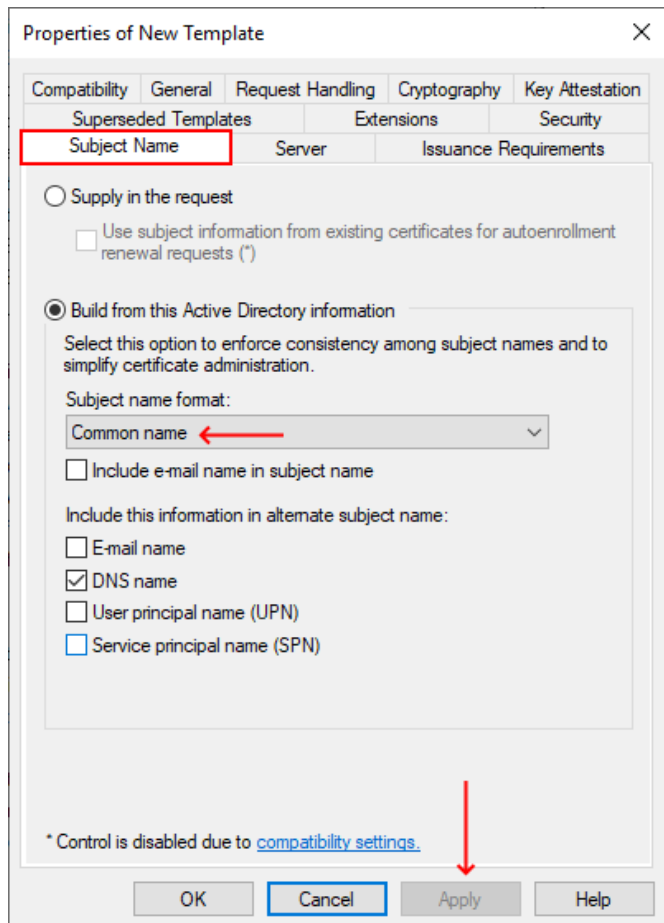 Properties of New Template
Compatibility General Request Handling Cryptography Key Attestation
Superseded Templates Extensions Security
Subject Name Server Issuance Requirements
Supply in the request
Use subject information from existing certificates for autoenrollment
renewal requests (*)
Build from this Active Directory information
Select this option to enforce consistency among subject names and to
simplify certificate administration.
Subject name format:
Common name
Include e-mail name in subject name
Include this information in alternate subject name:
E-mail name
DNS name
User principal name (UPN)
Service principal name (SPN)
* Control is disabled due to compatibility settings.
OK Cancel Apply Help